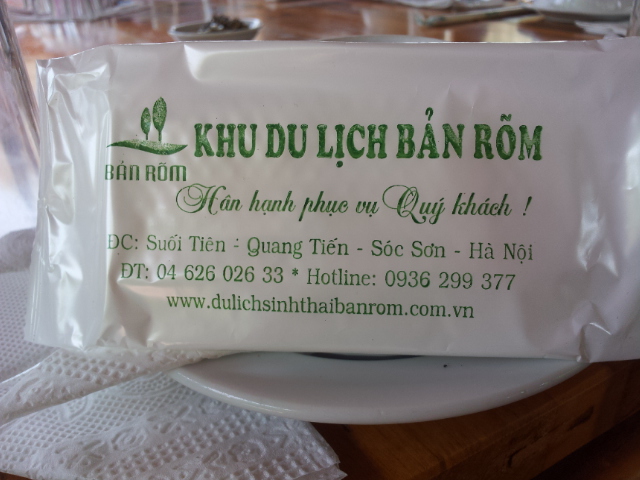 KHU DU LỊCH BẢN RÕM
BẢN RÕM
Hân hạnh phục vụ Quý khách !
ĐC: Suối Tiên - Quang Tiến - Sóc Sơn - Hà Nội
ĐT: 04 626 026 33 * Hotline: 0936 299 377
www.dulichsinhthaibanrom.com.vn